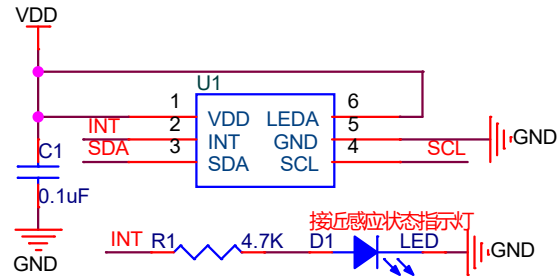 VDD
U1
1 VDD LEDA 6
INT 2 INT GND 5 GND
SDA 3 SDA SCL 4 SCL
C1
0.1uF
GND
接近感应状态指示灯
INT R1 4.7K D1 LED GND